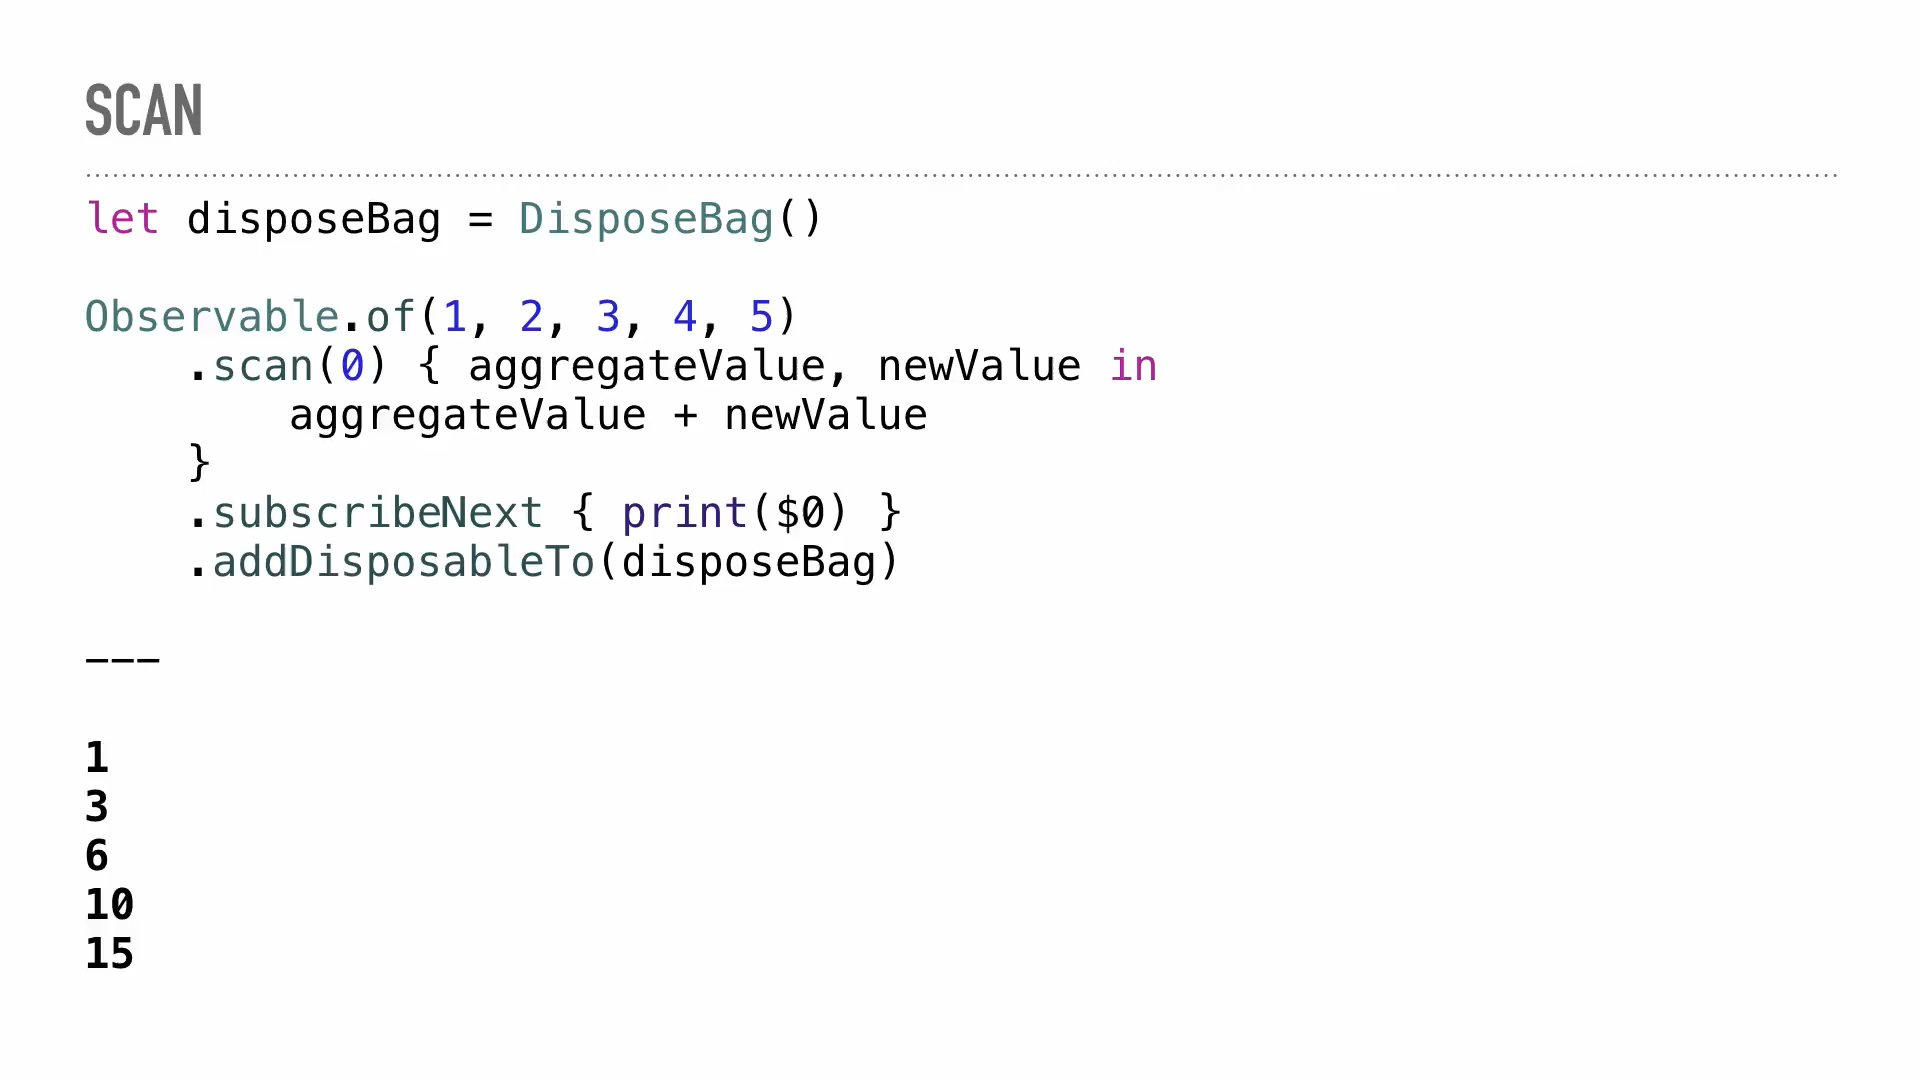 SCAN
let disposeBag = DisposeBag()
Observable.of(1, 2, 3, 4, 5)
    .scan(0) { aggregateValue, newValue in
        aggregateValue + newValue
    }
    .subscribeNext { print($0) }
    .addDisposableTo(disposeBag)
---
1
3
6
10
15